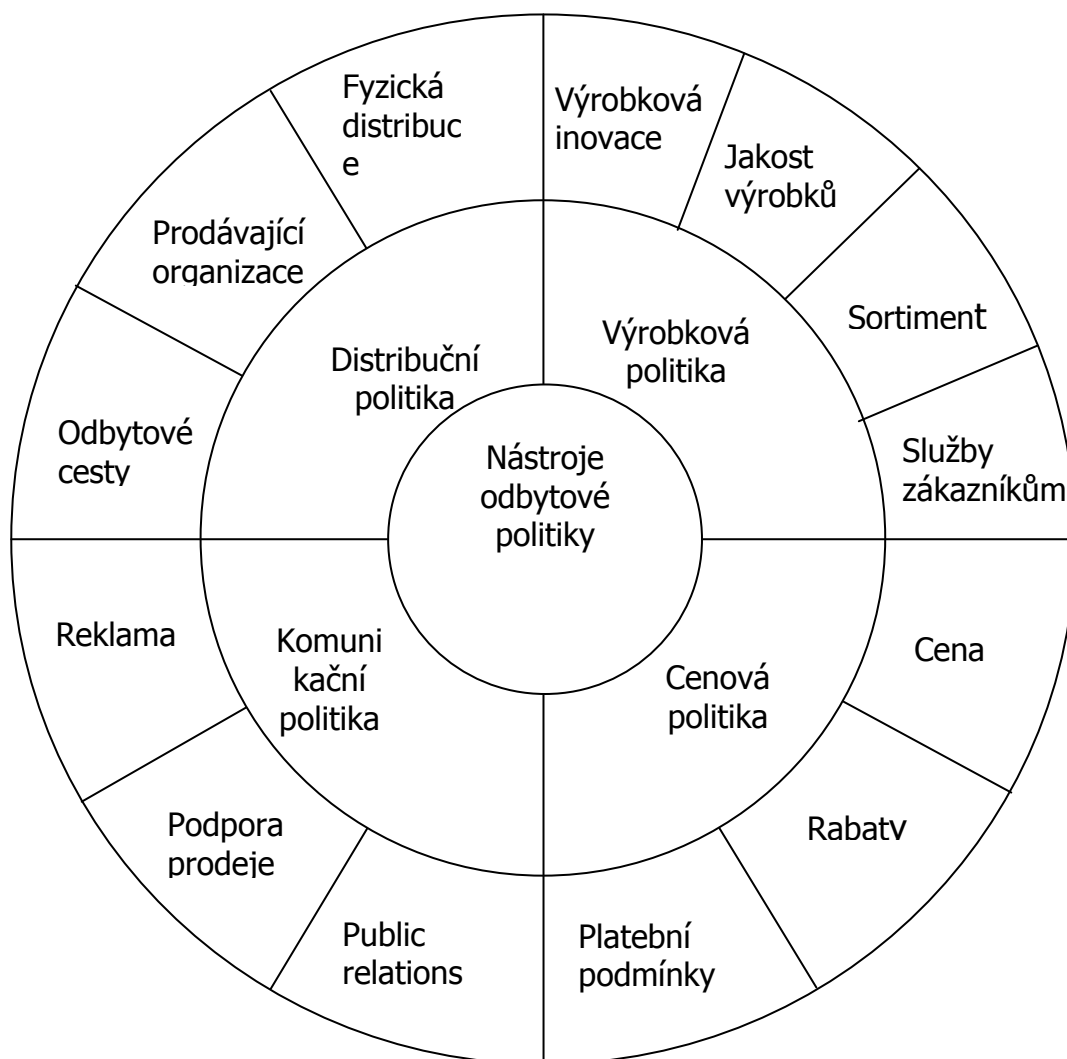 Fyzická
distribuc
e
Výrobková
inovace
Jakost
výrobků
Prodávající
organizace
Sortiment
Distribuční
politika
Výrobková
politika
Odbytové
cesty
Nástroje
odbytové
politiky
Služby
zákazníkům
Reklama
Komuni
kační
politika
Cenová
politika
Cena
Podpora
prodeje
Rabaty
Public
relations
Platební
podmínky